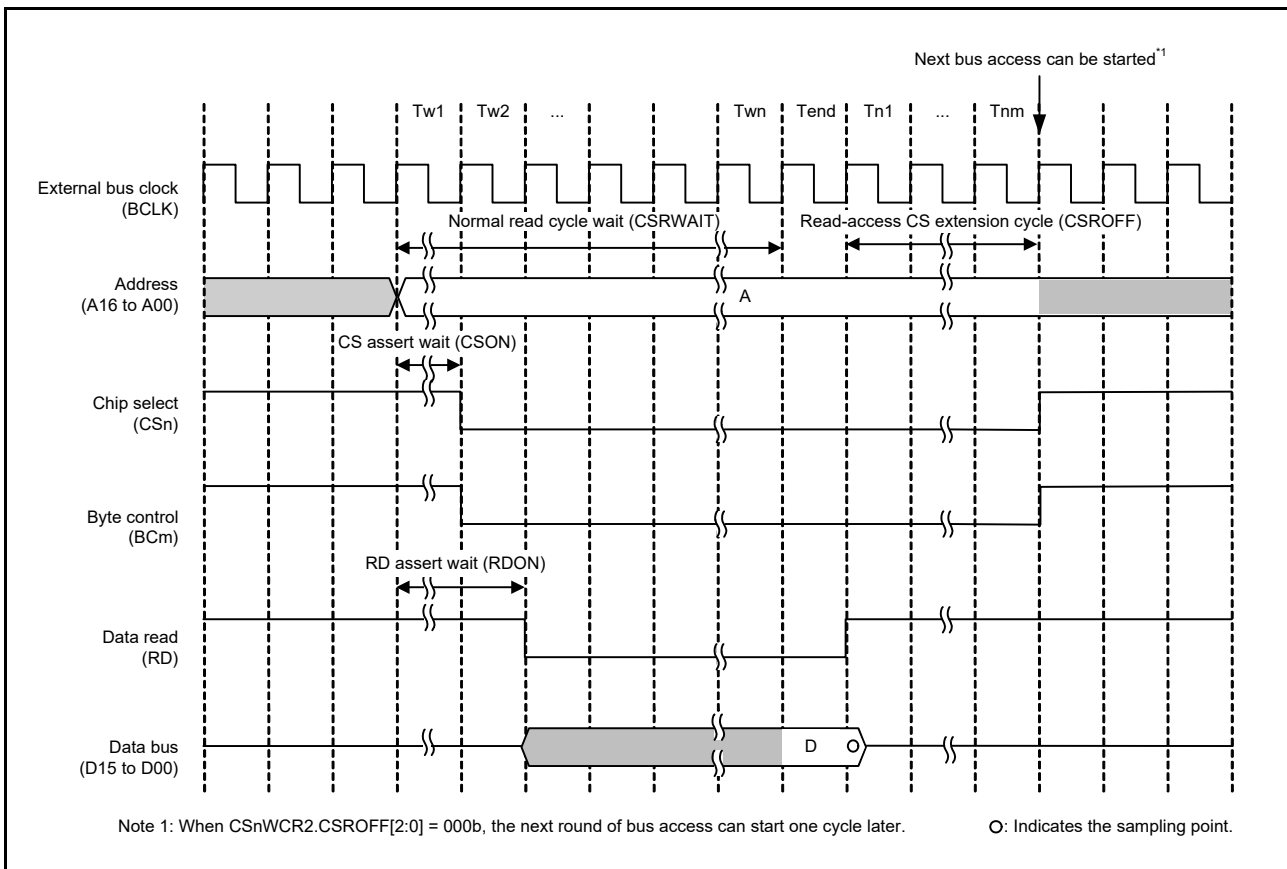 Next bus access can be started*1
Tw1 Tw2 ... Twn Tend Tn1 ... Tnm
External bus clock
(BCLK)
Normal read cycle wait (CSRWAIT)
Read-access CS extension cycle (CSROFF)
Address
(A16 to A00)
A
CS assert wait (CSON)
Chip select
(CSn)
Byte control
(BCm)
RD assert wait (RDON)
Data read
(RD)
Data bus
(D15 to D00)
D
Note 1: When CSnWCR2.CSROFF[2:0] = 000b, the next round of bus access can start one cycle later.
O: Indicates the sampling point.